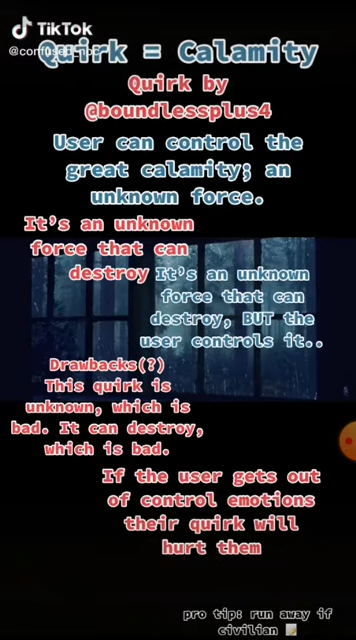 TikTok
Quirk = Calamity
Quirk by
@boundlessplus4
User can control the
great calamity; an
unknown force.
It's an unknown
force that can
destroy
It's an unknown
force that can
destroy, BUT the
user controls it..
Drawbacks(?)
This quirk is
unknown, which is
bad. It can destroy,
which is bad.
If the user gets out
of control emotions
their quirk will
hurt them
pro tip: run away if
civilian